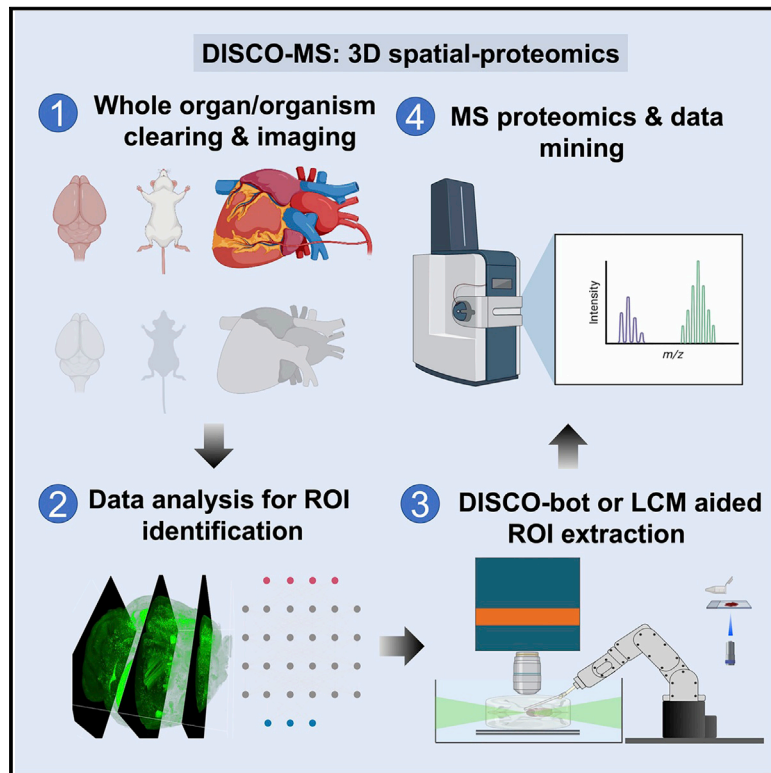 DISCO-MS: 3D spatial-proteomics
1
Whole organ/organism
clearing & imaging
2
Data analysis for ROI
identification
3
DISCO-bot or LCM aided
ROI extraction
4
MS proteomics & data
mining
Intensity
m/z